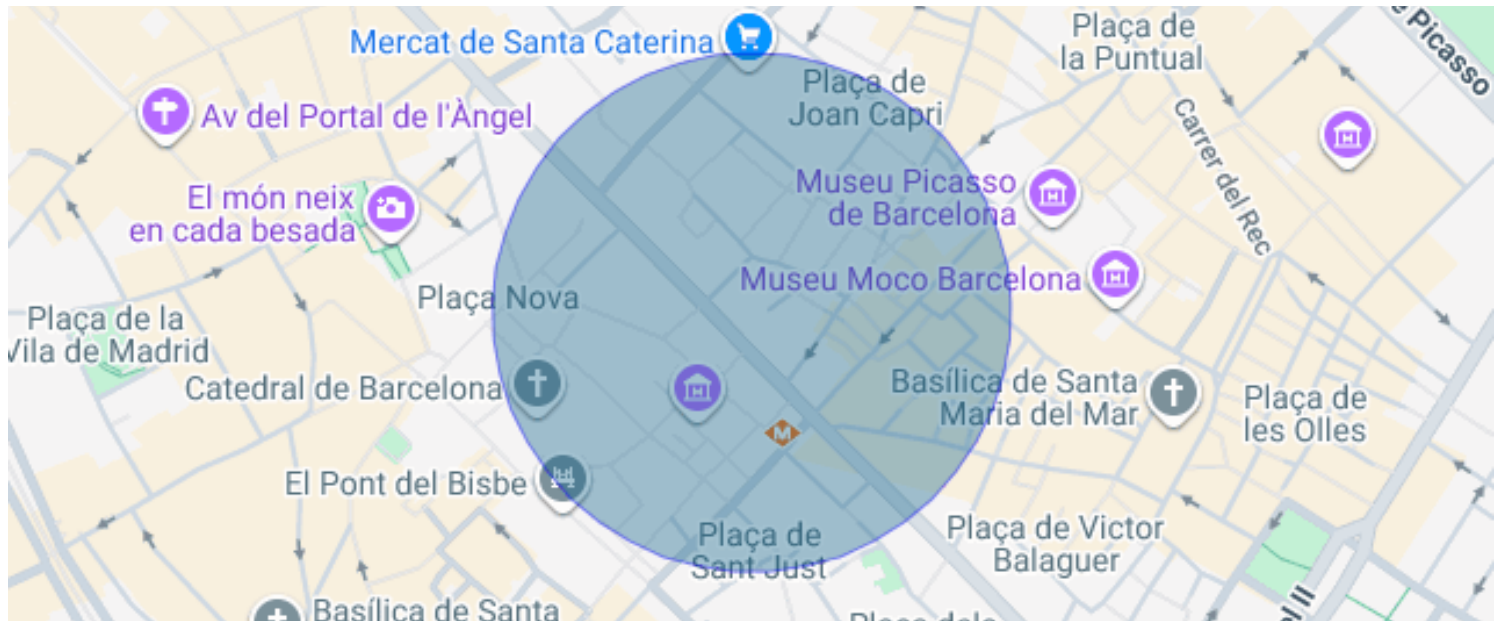 Mercat de Santa Caterina
Plaça de
la Puntual
e Picasso
Plaça de
Joan Capri
Av del Portal de l'Àngel
Carrer del Rec
El món neix
en cada besada
Museu Picasso
de Barcelona
Museu Moco Barcelona
Plaça Nova
Plaça de la
Vila de Madrid
Catedral de Barcelona
M
Basílica de Santa
Maria del Mar
Plaça de
les Olles
El Pont del Bisbe
Plaça de
Sant Just
Plaça de Victor
Balaguer
Basílica de Santa
el II